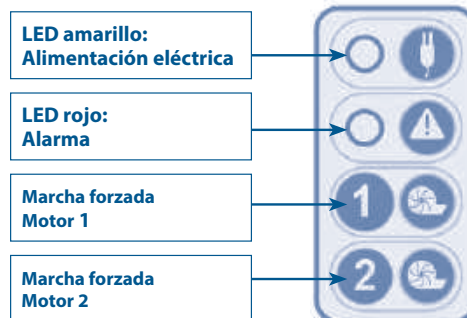 LED amarillo:
Alimentación eléctrica
LED rojo:
Alarma
Marcha forzada
Motor 1
1
Marcha forzada
Motor 2
2